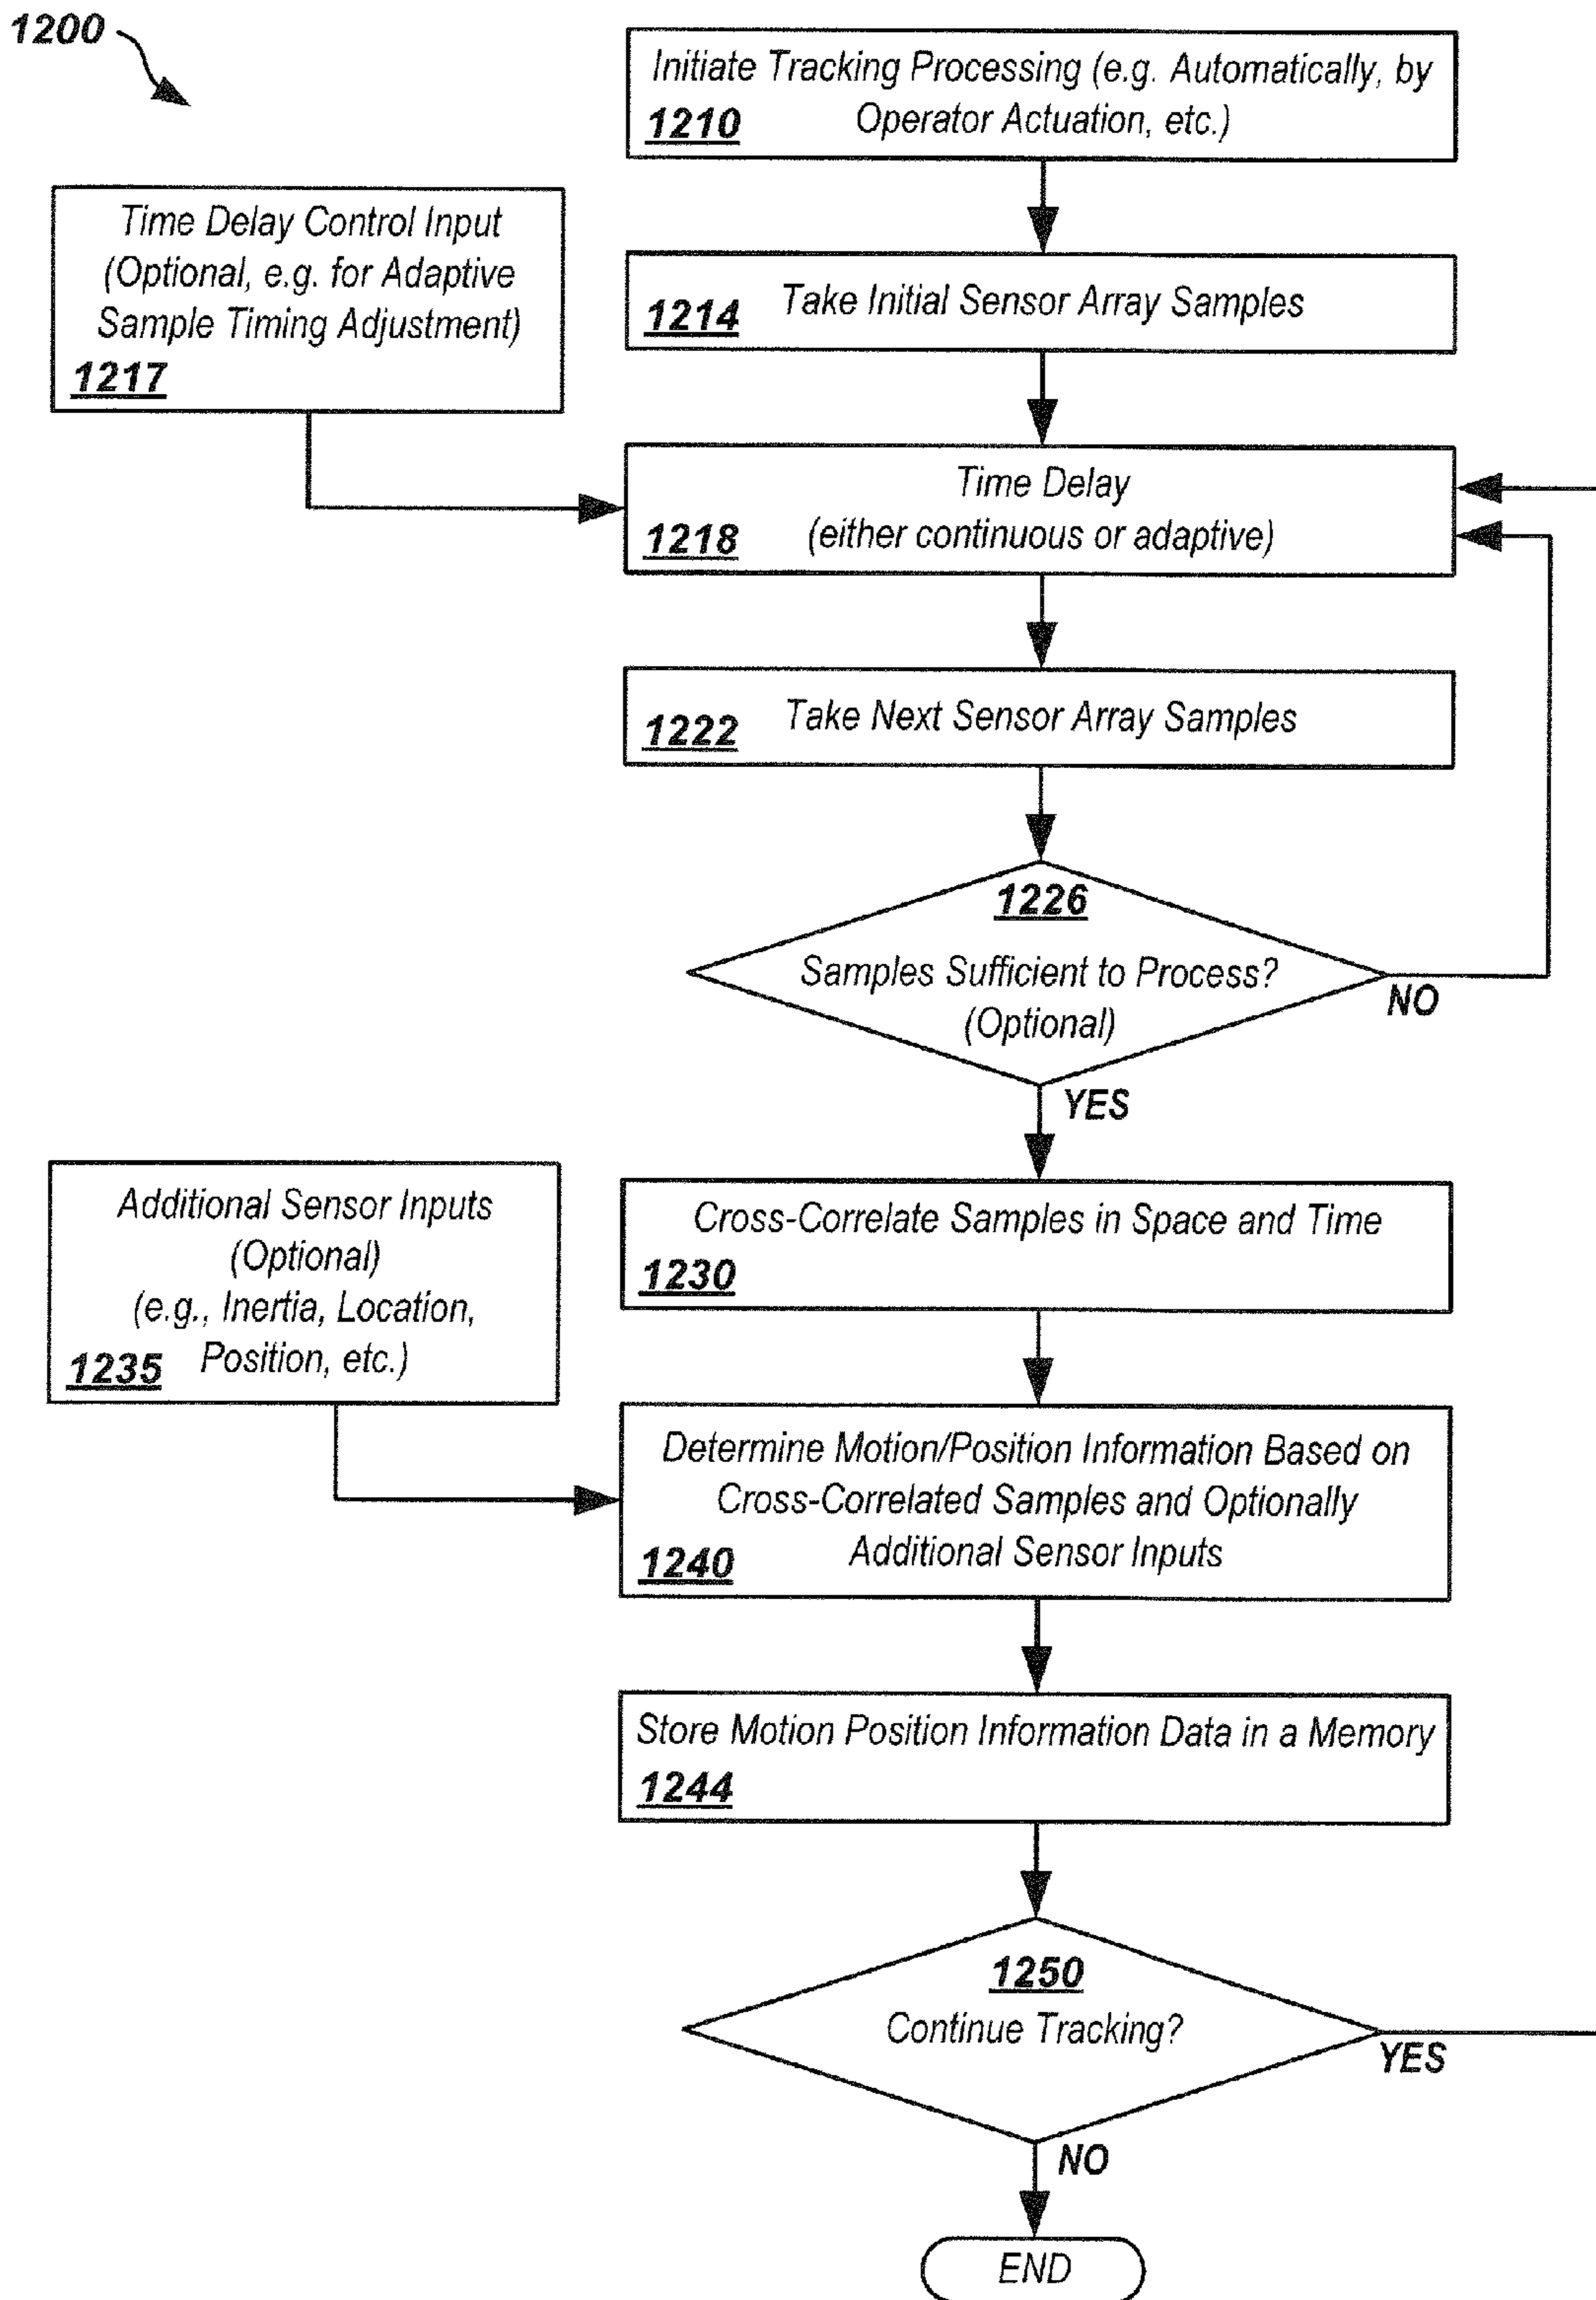 1200
Initiate Tracking Processing (e.g. Automatically, by
1210 Operator Actuation, etc.)
Time Delay Control Input
(Optional, e.g. for Adaptive
Sample Timing Adjustment)
1217
1214 Take Initial Sensor Array Samples
Time Delay
1218 (either continuous or adaptive)
1222 Take Next Sensor Array Samples
1226
Samples Sufficient to Process?
(Optional)
NO
YES
Additional Sensor Inputs
(Optional)
(e.g., Inertia, Location,
1235 Position, etc.)
Cross-Correlate Samples in Space and Time
1230
Determine Motion/Position Information Based on
Cross-Correlated Samples and Optionally
1240 Additional Sensor Inputs
Store Motion Position Information Data in a Memory
1244
1250
Continue Tracking?
YES
NO
END